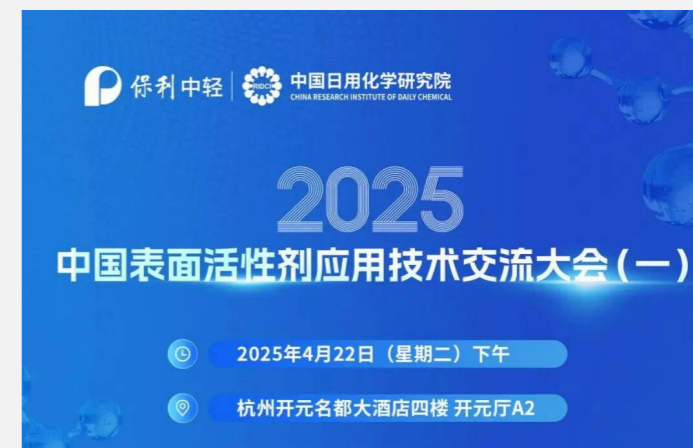 保利中轻 RIDCI 中国日用化学研究院
CHINA RESEARCH INSTITUTE OF DAILY CHEMICAL
2025
中国表面活性剂应用技术交流大会(一)
2025年4月22日（星期二）下午
杭州开元名都大酒店四楼 开元厅A2